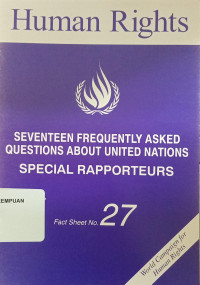 Human Rights
SEVENTEEN FREQUENTLY ASKED
QUESTIONS ABOUT UNITED NATIONS
SPECIAL RAPPORTEURS
EMPUAN
Fact Sheet No. 27
World Campaign for
Human Rights